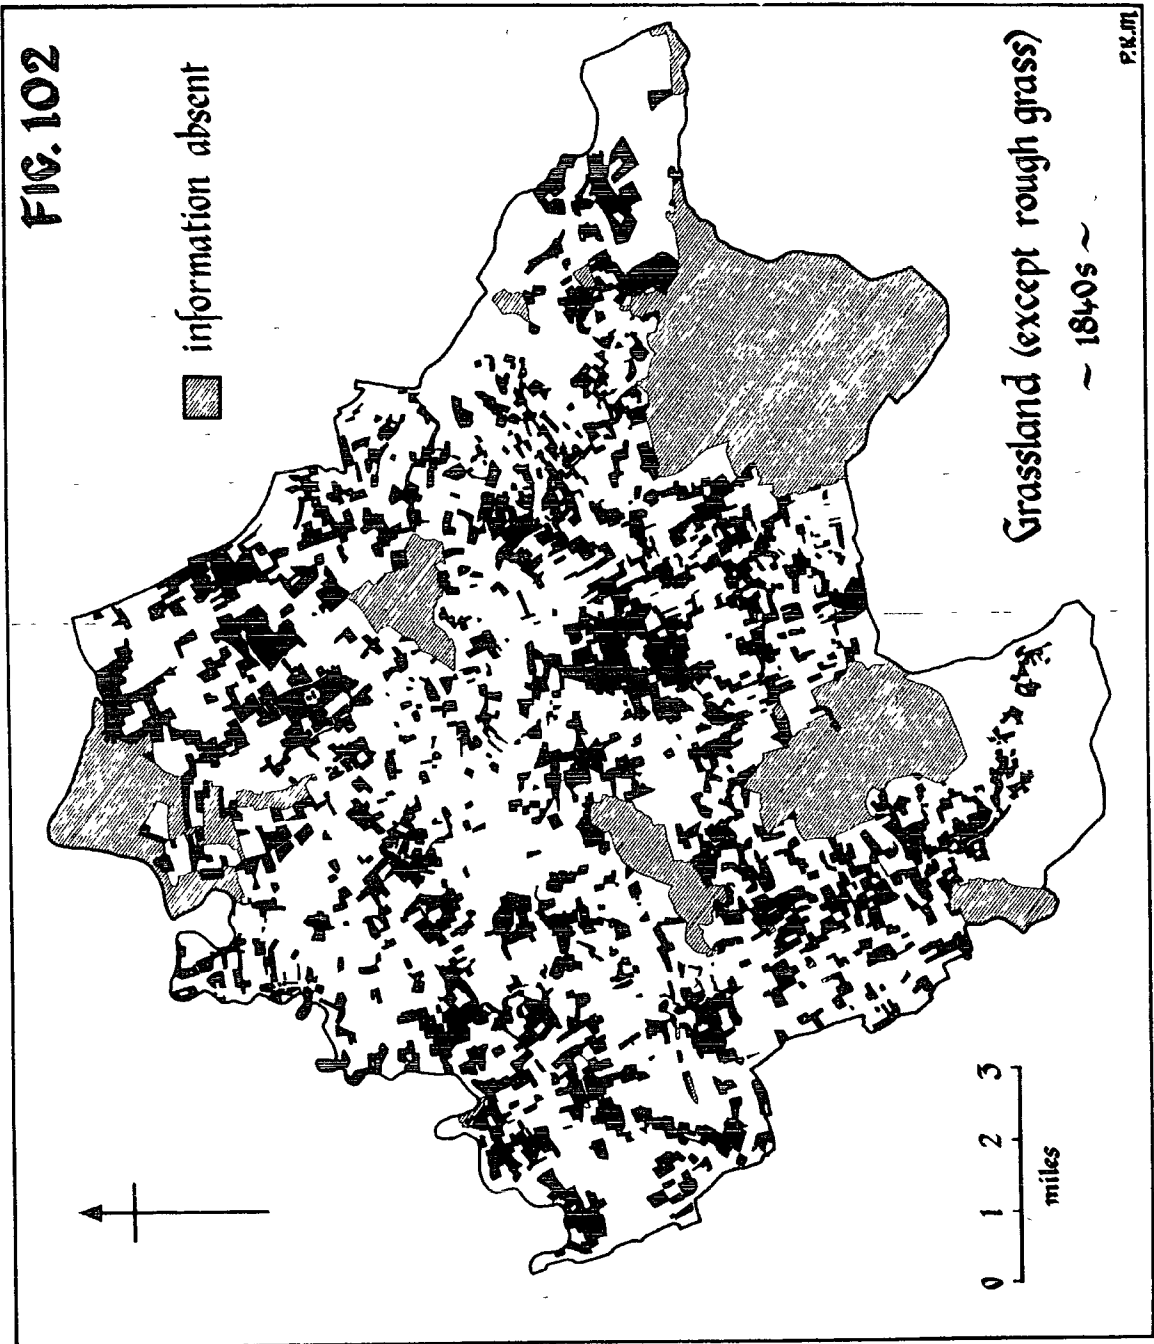 FIG. 102
information absent
Grassland (except rough grass)
~ 1840s ~
0 1 2 3
miles
P.K.M